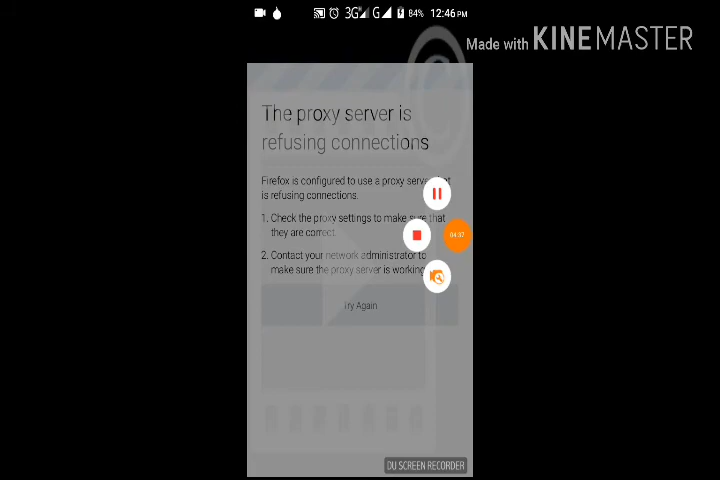 3G G 84% 12:46 PM
Made with KINEMASTER
The proxy server is
refusing connections
Firefox is configured to use a proxy server that
is refusing connections.
1. Check the proxy settings to make sure that
they are correct.
2. Contact your network administrator to
make sure the proxy server is working.
04:37
Try Again
DU SCREEN RECORDER